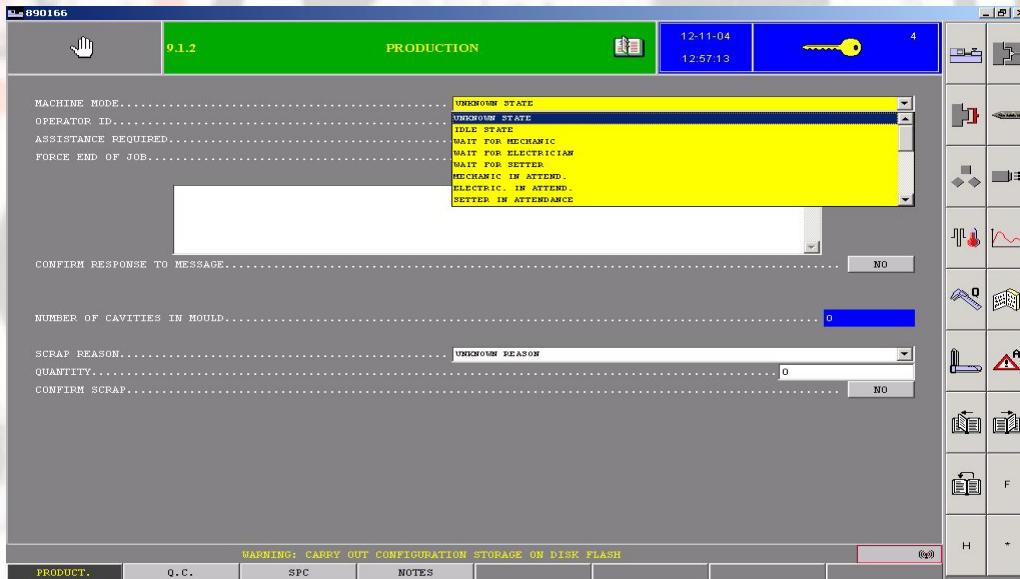 890166
9.1.2 PRODUCTION
12-11-04
12:57:13
4
MACHINE MODE UNKNOWN STATE
OPERATOR ID UNKNOWN STATE
IDLE STATE
ASSISTANCE REQUIRED WAIT FOR MECHANIC
WAIT FOR ELECTRICIAN
FORCE END OF JOB WAIT FOR SETTER
MECHANIC IN ATTEND.
ELECTRIC. IN ATTEND.
SETTER IN ATTENDANCE
CONFIRM RESPONSE TO MESSAGE NO
NUMBER OF CAVITIES IN MOULD 0
SCRAP REASON UNKNOWN REASON
QUANTITY 0
CONFIRM SCRAP NO
Q
A
F
H *
WARNING: CARRY OUT CONFIGURATION STORAGE ON DISK FLASH
PRODUCT. Q.C. SPC NOTES